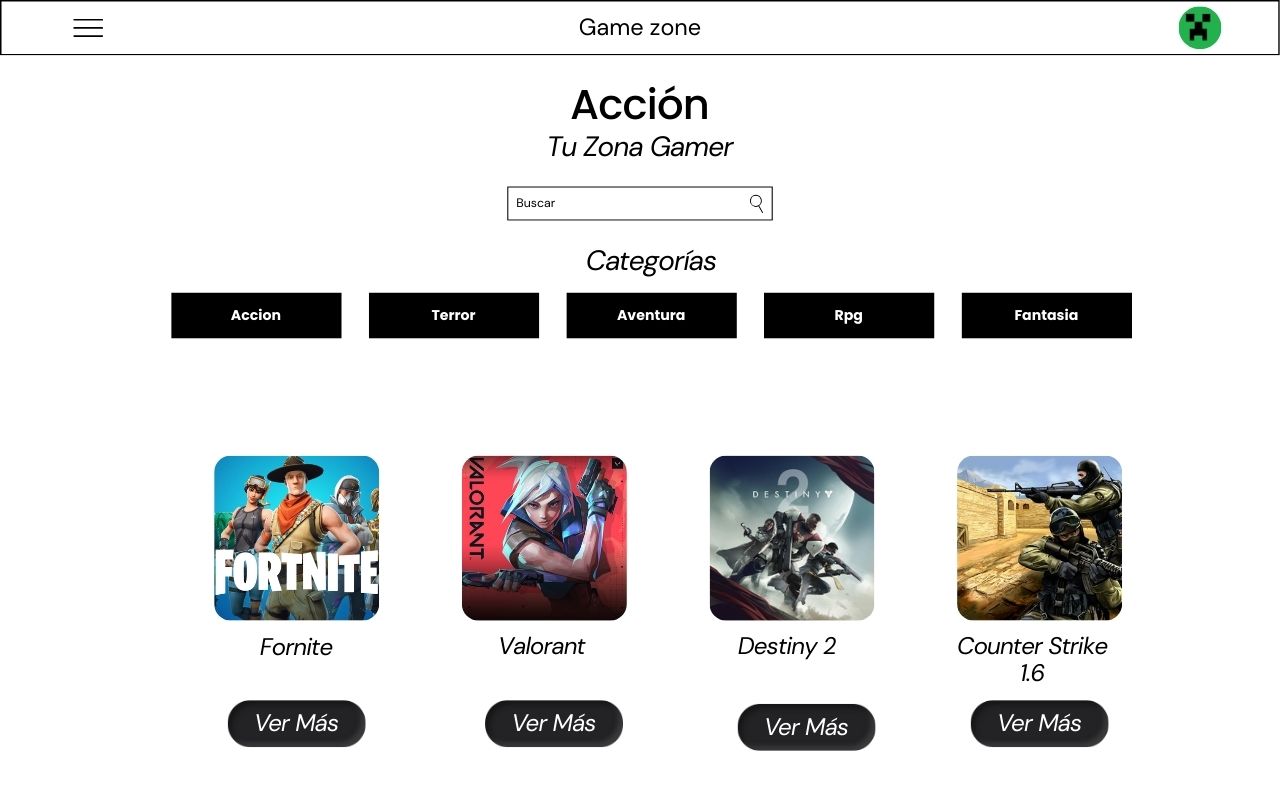 Game zone
Acción
Tu Zona Gamer
Buscar
Categorías
Accion
Terror
Aventura
Rpg
Fantasia
FORTNITE
VALORANT
2
DESTINY
Fornite
Valorant
Destiny 2
Counter Strike
1.6
Ver Más
Ver Más
Ver Más
Ver Más